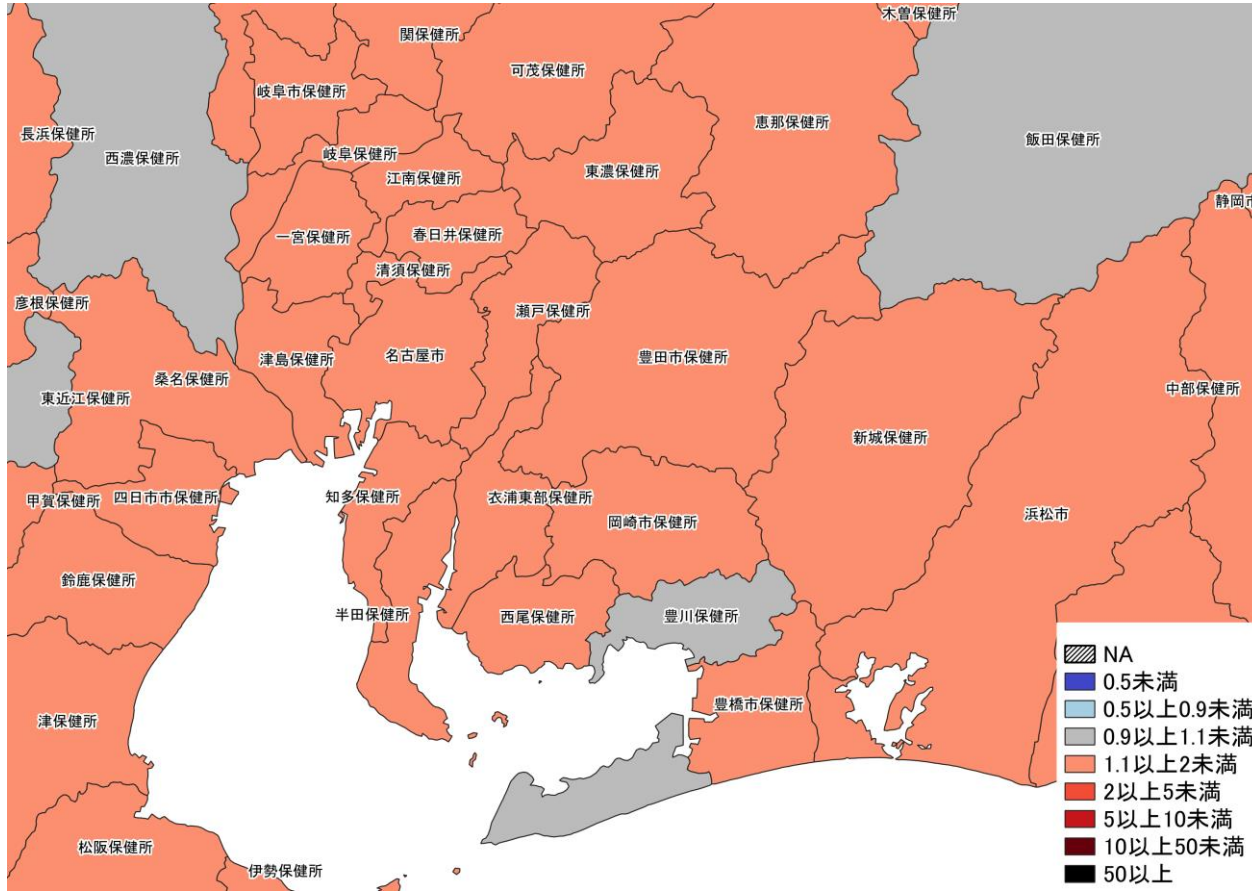 木曽保健所
関保健所
可茂保健所
岐阜市保健所
恵那保健所
長浜保健所
西濃保健所
飯田保健所
岐阜保健所
東濃保健所
江南保健所
静岡市
一宮保健所
春日井保健所
清須保健所
彦根保健所
瀬戸保健所
津島保健所
名古屋市
豊田市保健所
桑名保健所
東近江保健所
中部保健所
新城保健所
甲賀保健所
四日市市保健所
知多保健所
衣浦東部保健所
岡崎市保健所
浜松市
鈴鹿保健所
半田保健所
西尾保健所
豊川保健所
津保健所
豊橋市保健所
松阪保健所
伊勢保健所
NA
0.5未満
0.5以上0.9未満
0.9以上1.1未満
1.1以上2未満
2以上5未満
5以上10未満
10以上50未満
50以上